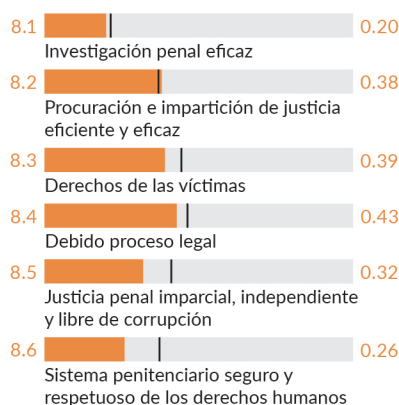 8.1 0.20
Investigación penal eficaz
8.2 0.38
Procuración e impartición de justicia
eficiente y eficaz
8.3 0.39
Derechos de las víctimas
8.4 0.43
Debido proceso legal
8.5 0.32
Justicia penal imparcial, independiente
y libre de corrupción
8.6 0.26
Sistema penitenciario seguro y
respetuoso de los derechos humanos